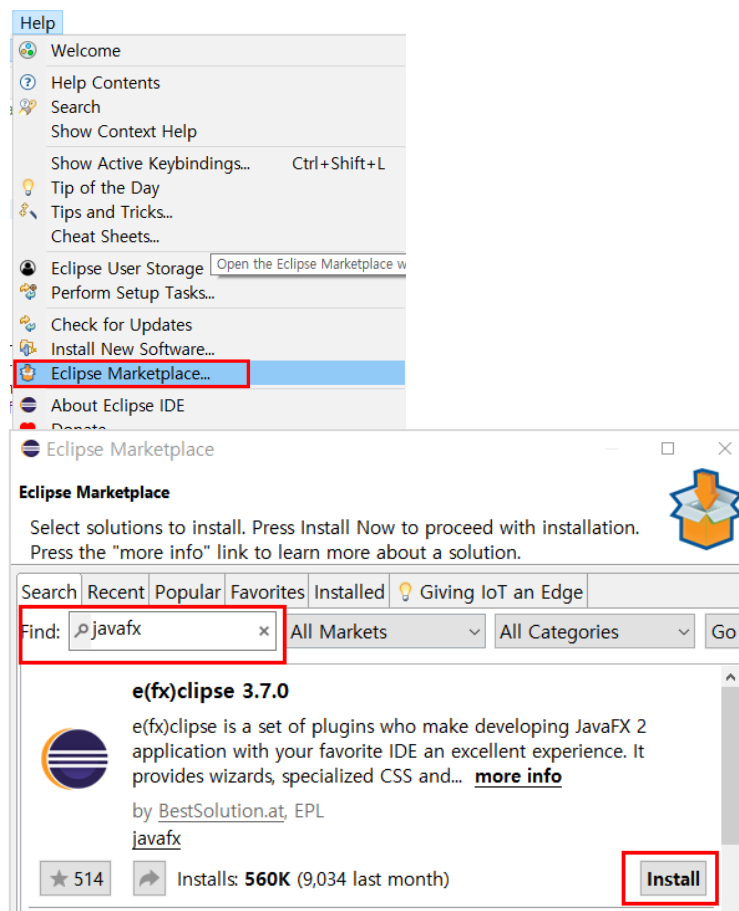 Help
Welcome
Help Contents
Search
Show Context Help
Show Active Keybindings... Ctrl+Shift+L
Tip of the Day
Tips and Tricks...
Cheat Sheets...
Eclipse User Storage Open the Eclipse Marketplace w
Perform Setup Tasks...
Check for Updates
Install New Software...
Eclipse Marketplace...
About Eclipse IDE
Donate
Eclipse Marketplace
Eclipse Marketplace
Select solutions to install. Press Install Now to proceed with installation.
Press the "more info" link to learn more about a solution.
Search Recent Popular Favorites Installed Giving IoT an Edge
Find: javafx × All Markets All Categories Go
e(fx)clipse 3.7.0
e(fx)clipse is a set of plugins who make developing JavaFX 2
application with your favorite IDE an excellent experience. It
provides wizards, specialized CSS and... more info
by BestSolution.at, EPL
javafx
514 Installs: 560K (9,034 last month) Install